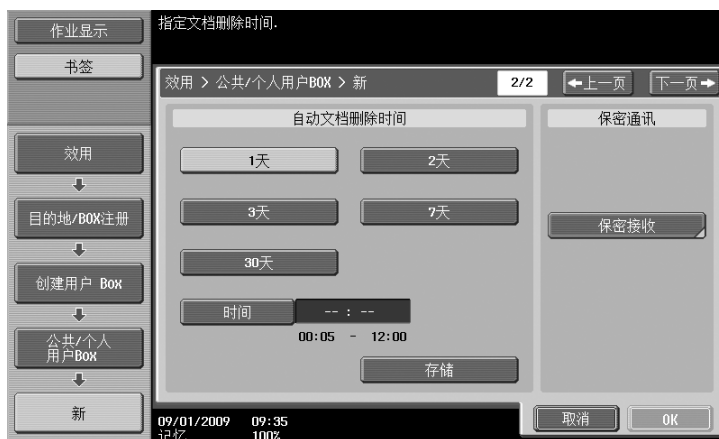 作业显示
书签
指定文档删除时间.
效用 > 公共/个人用户BOX > 新
2/2
←上一页
下一页→
自动文档删除时间
保密通讯
1天
2天
3天
7天
30天
时间
-- : --
00:05 - 12:00
存储
保密接收
效用
目的地/BOX注册
创建用户 Box
公共/个人
用户Box
新
09/01/2009 09:35
记忆 100%
取消
OK